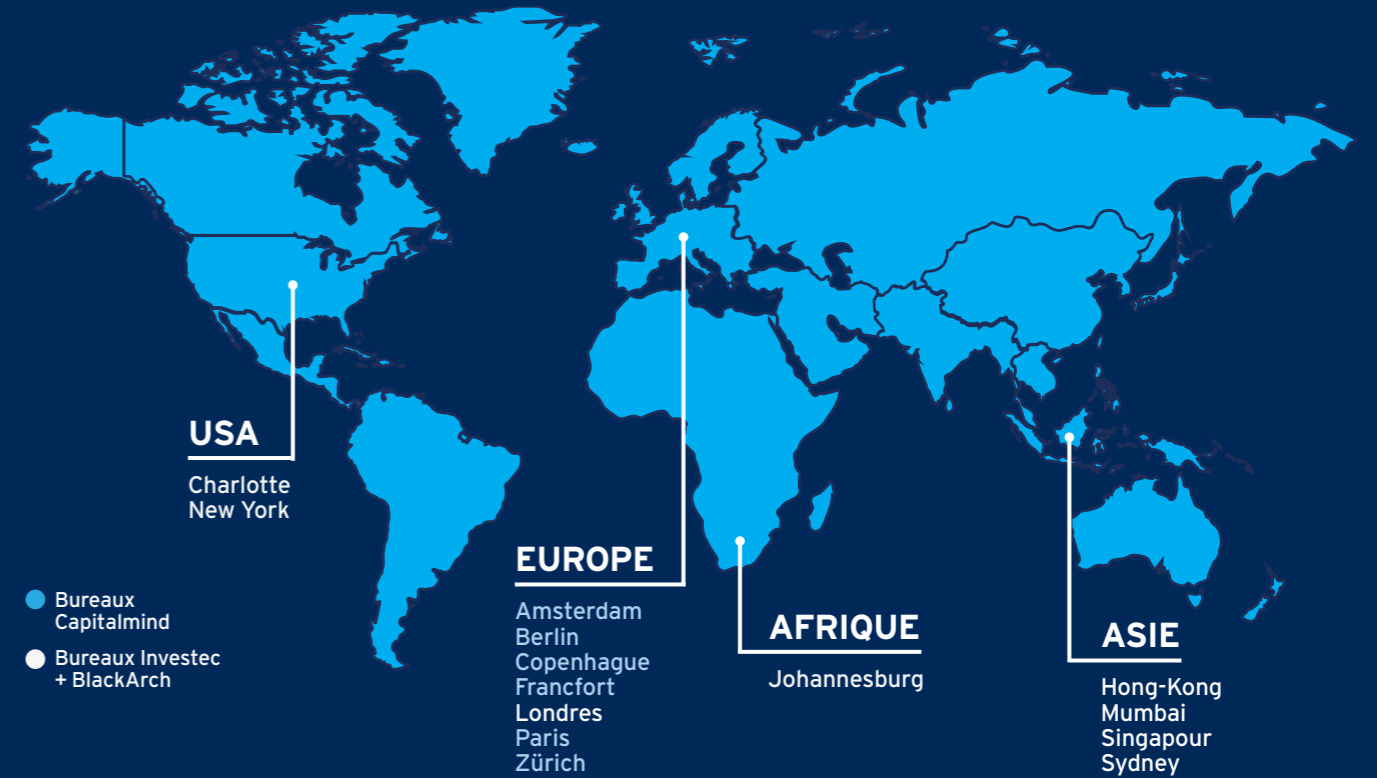 USA
Charlotte
New York
Bureaux
Capitalmind
Bureaux Investec
+ BlackArch
EUROPE
Amsterdam
Berlin
Copenhague
Francfort
Londres
Paris
Zürich
AFRIQUE
Johannesburg
ASIE
Hong-Kong
Mumbai
Singapour
Sydney